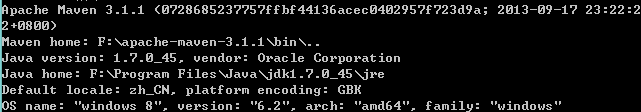 Apache Maven 3.1.1 (0728685237757ffbf44136acec0402957f723d9a; 2013-09-17 23:22:2
2+0800)
Maven home: F:\apache-maven-3.1.1\bin\..
Java version: 1.7.0_45, vendor: Oracle Corporation
Java home: F:\Program Files\Java\jdk1.7.0_45\jre
Default locale: zh_CN, platform encoding: GBK
OS name: "windows 8", version: "6.2", arch: "amd64", family: "windows"